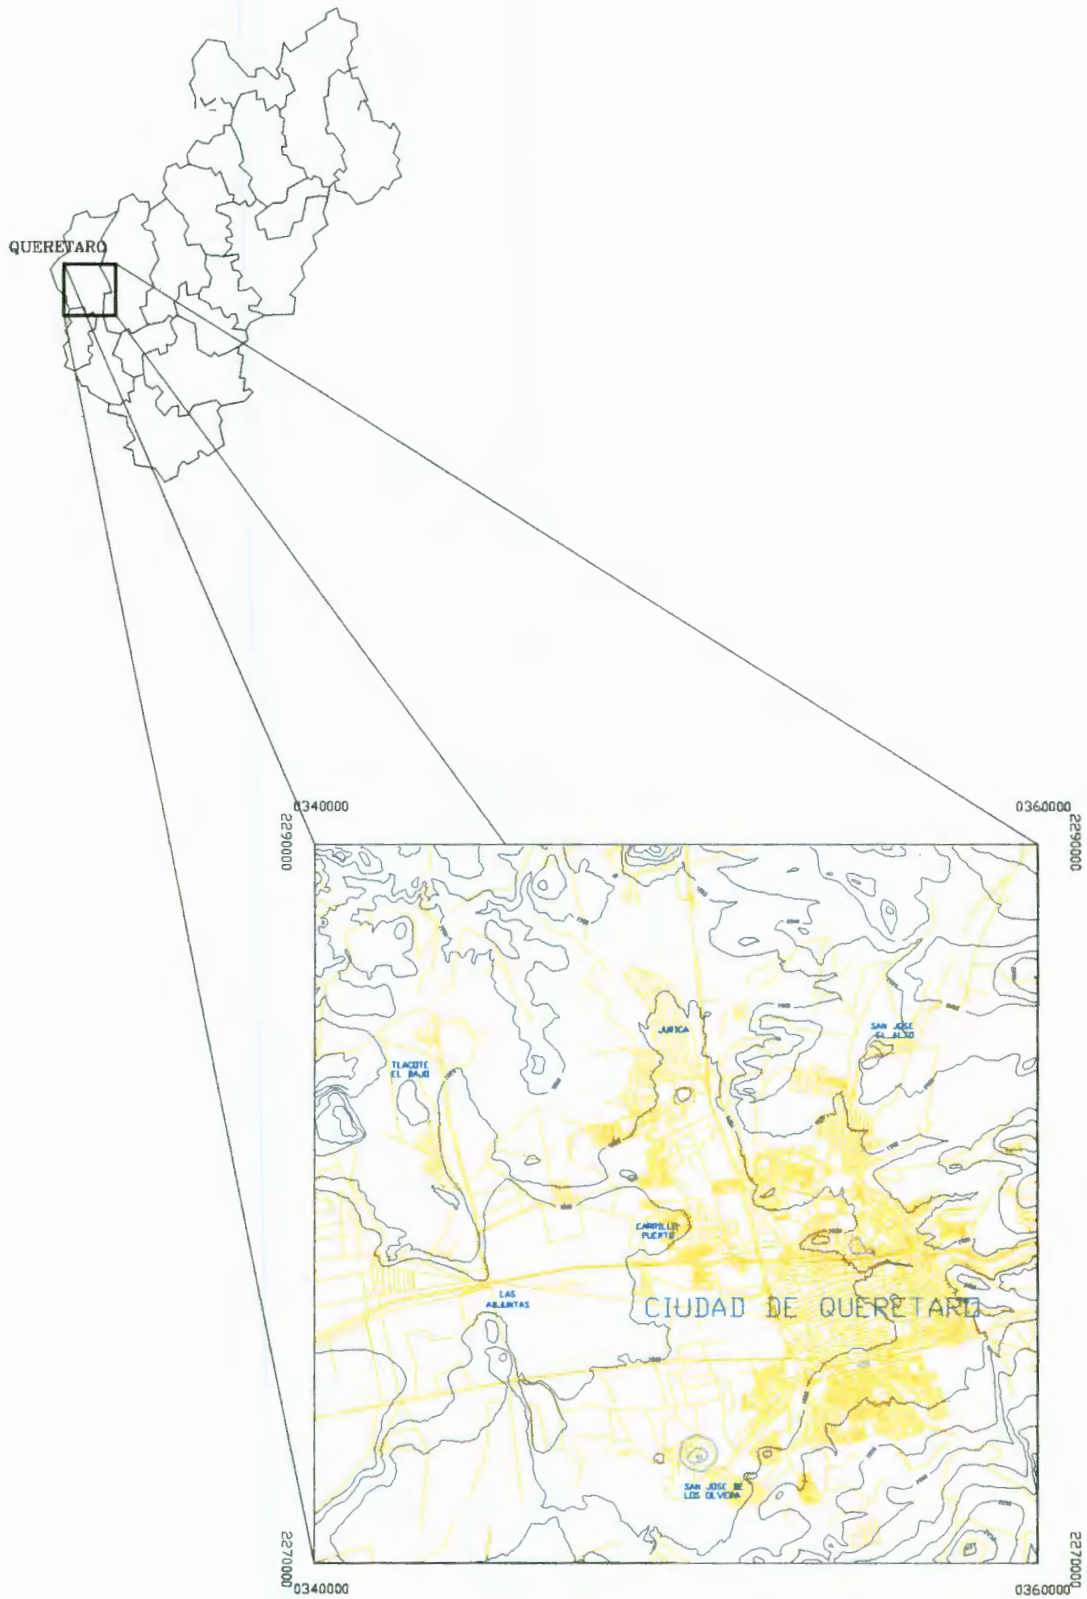 QUERETARO
0340000
0360000
2290000
2290000
JURICA
SAN JOSE
EL ALTO
TLACOTE
EL BAJO
CARRILLO
PUERTO
LAS
ADJUNTAS
CIUDAD DE QUERETARO
SAN JOSE DE
LOS OLVERA
2270000
2270000
0340000
0360000